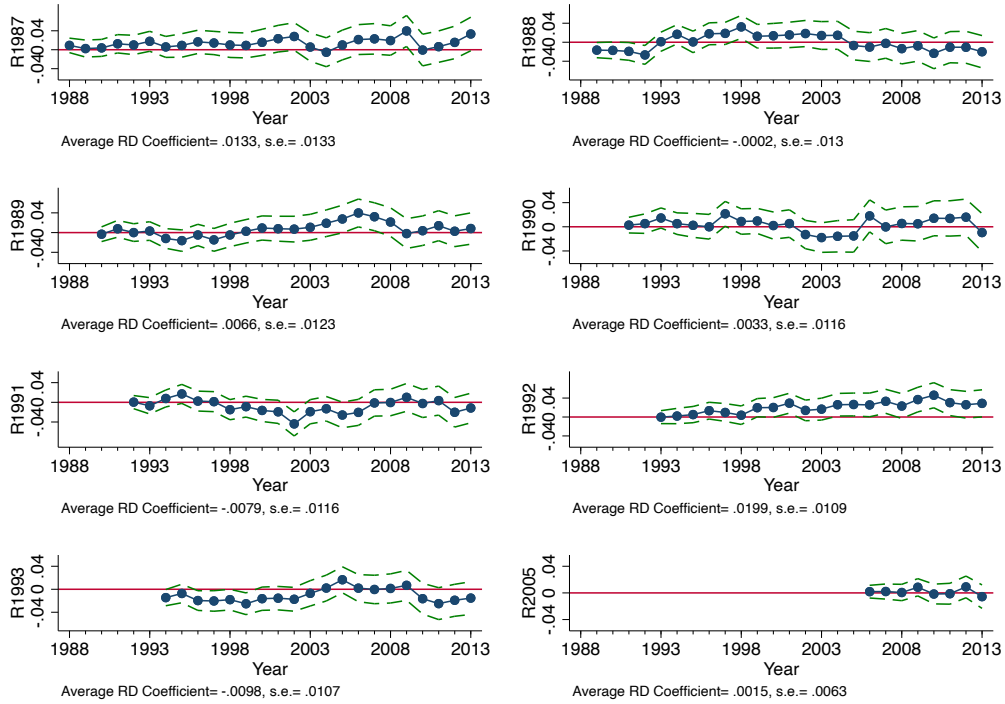 R1987
-.04 0 .04
1988 1993 1998 2003 2008 2013
Year
Average RD Coefficient= .0133, s.e.= .0133
R1988
-.04 0 .04
1988 1993 1998 2003 2008 2013
Year
Average RD Coefficient= -.0002, s.e.= .013
R1989
-.04 0 .04
1988 1993 1998 2003 2008 2013
Year
Average RD Coefficient= .0066, s.e.= .0123
R1990
-.04 0 .04
1988 1993 1998 2003 2008 2013
Year
Average RD Coefficient= .0033, s.e.= .0116
R1991
-.04 0 .04
1988 1993 1998 2003 2008 2013
Year
Average RD Coefficient= -.0079, s.e.= .0116
R1992
-.04 0 .04
1988 1993 1998 2003 2008 2013
Year
Average RD Coefficient= .0199, s.e.= .0109
R1993
-.04 0 .04
1988 1993 1998 2003 2008 2013
Year
Average RD Coefficient= -.0098, s.e.= .0107
R2005
-.04 0 .04
1988 1993 1998 2003 2008 2013
Year
Average RD Coefficient= .0015, s.e.= .0063